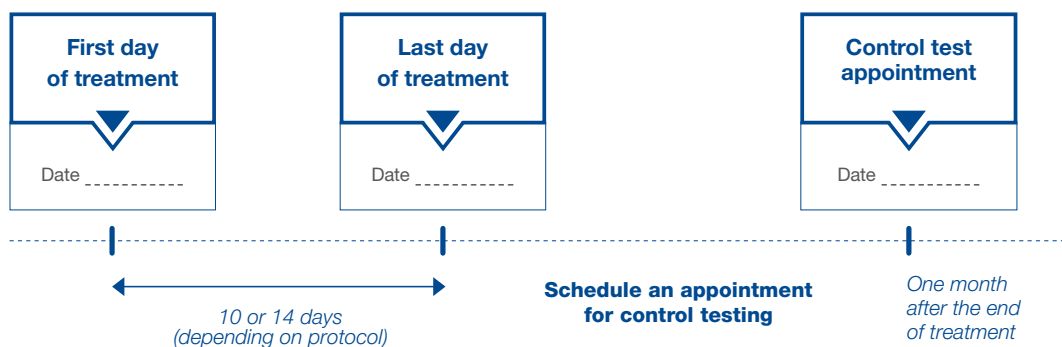 First day
of treatment
Date
Last day
of treatment
Date
Control test
appointment
Date
10 or 14 days
(depending on protocol)
Schedule an appointment
for control testing
One month
after the end
of treatment